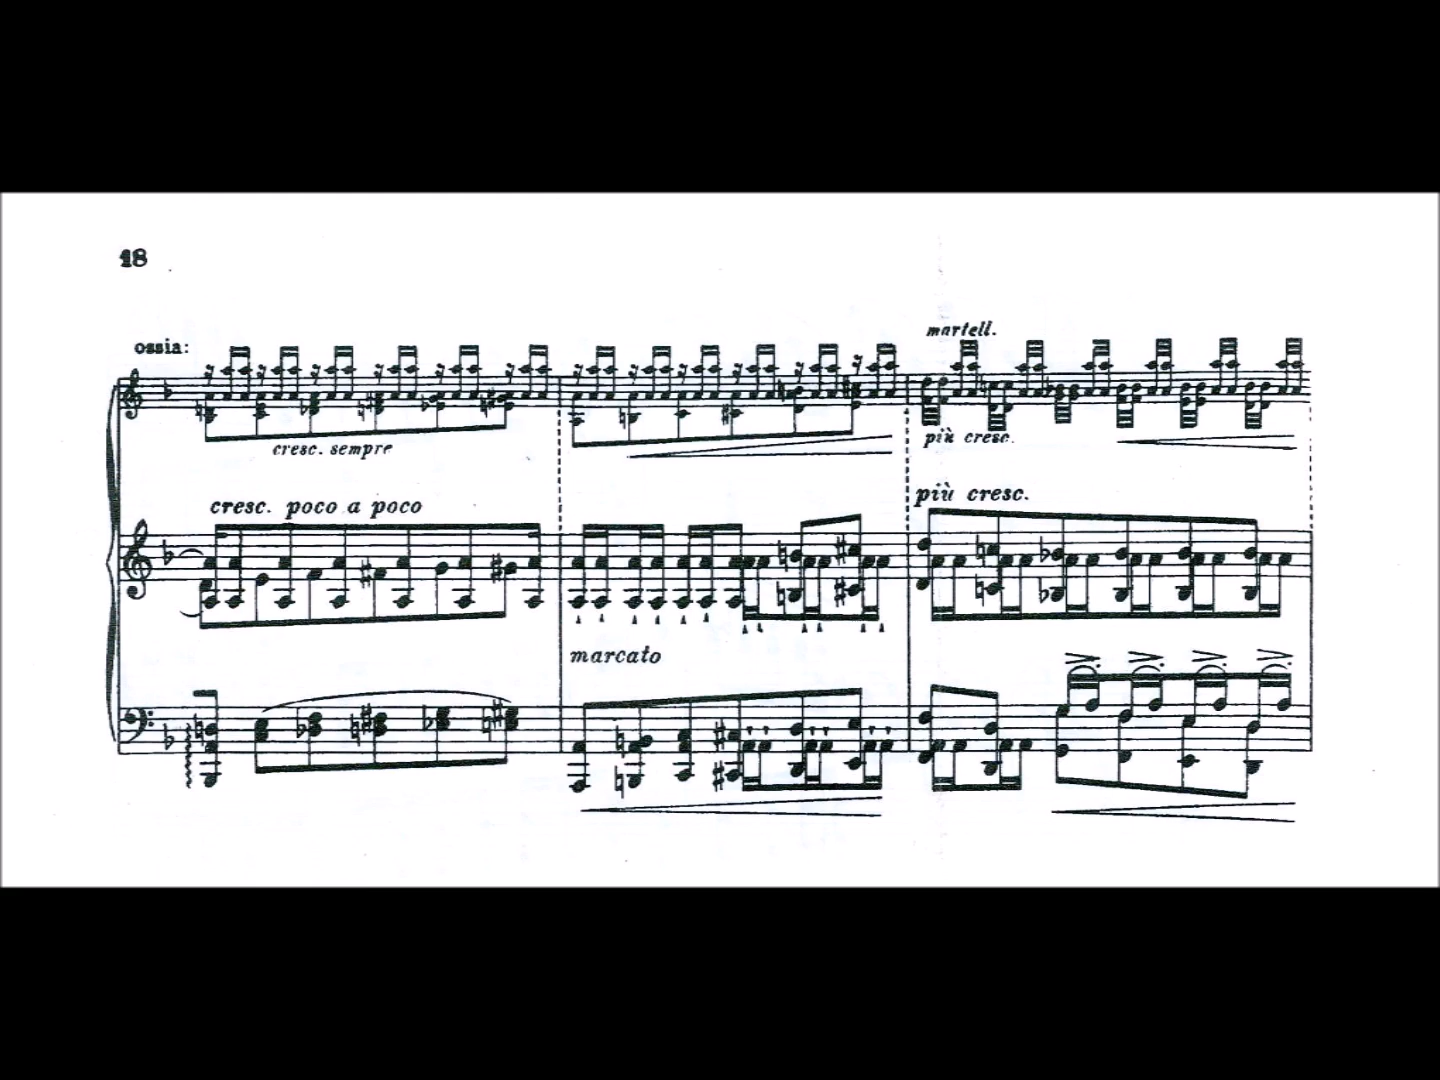 18
martell.
ossia:
più cresc.
cresc. sempre
più cresc.
cresc. poco a poco
marcato